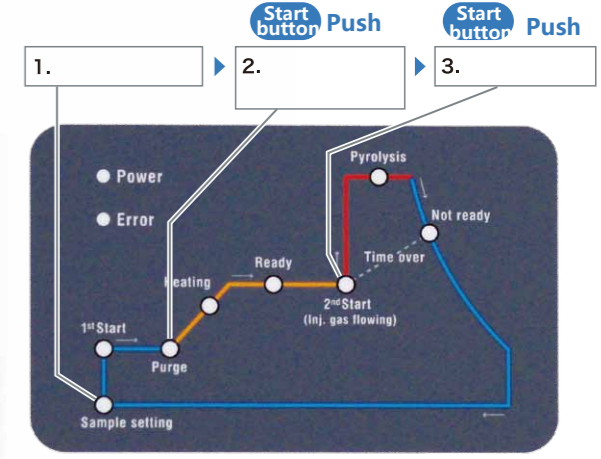 Start
button Push
Start
button Push
1.
2.
3.
Power
Error
Pyrolysis
Not ready
Time over
Ready
Heating
2nd Start
(Inj. gas flowing)
1st Start
Purge
Sample setting